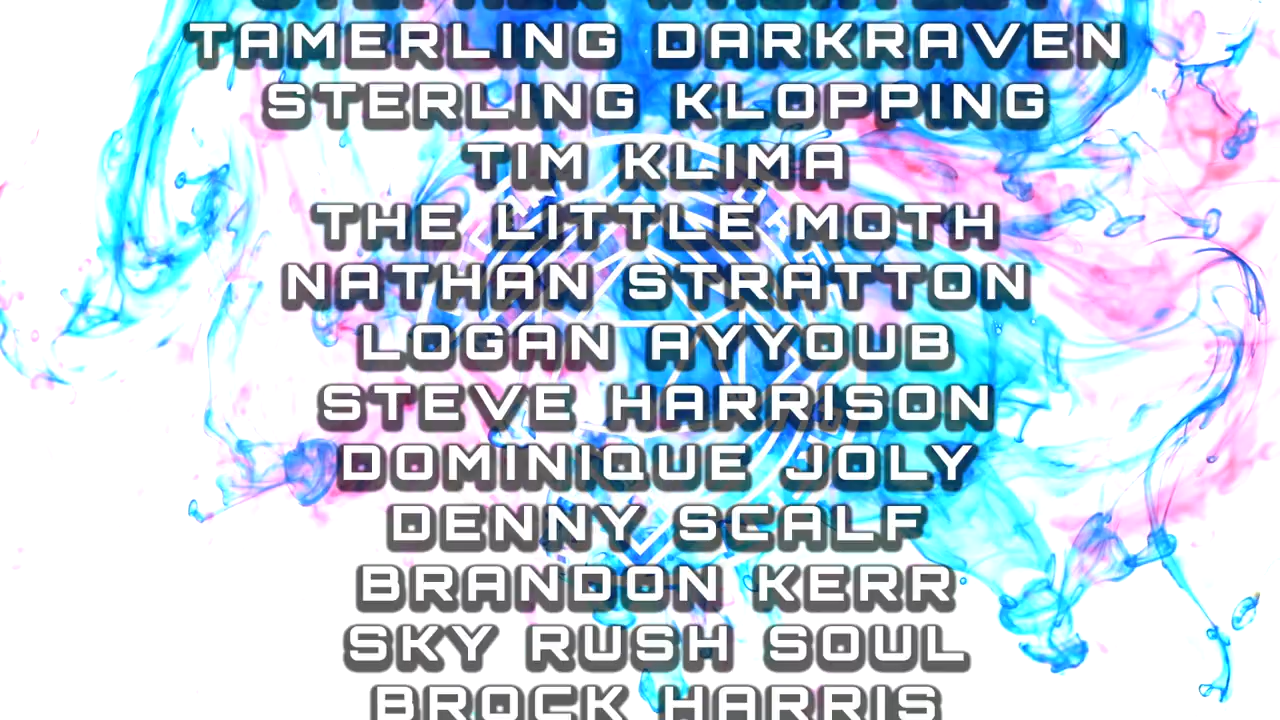 TAMERLING DARKRAVEN
STERLING KLOPPING
TIM KLIMA
THE LITTLE MOTH
NATHAN STRATTON
LOGAN AYYOUB
STEVE HARRISON
DOMINIQUE JOLY
DENNY SCALF
BRANDON KERR
SKY RUSH SOUL
BROCK HARRIS